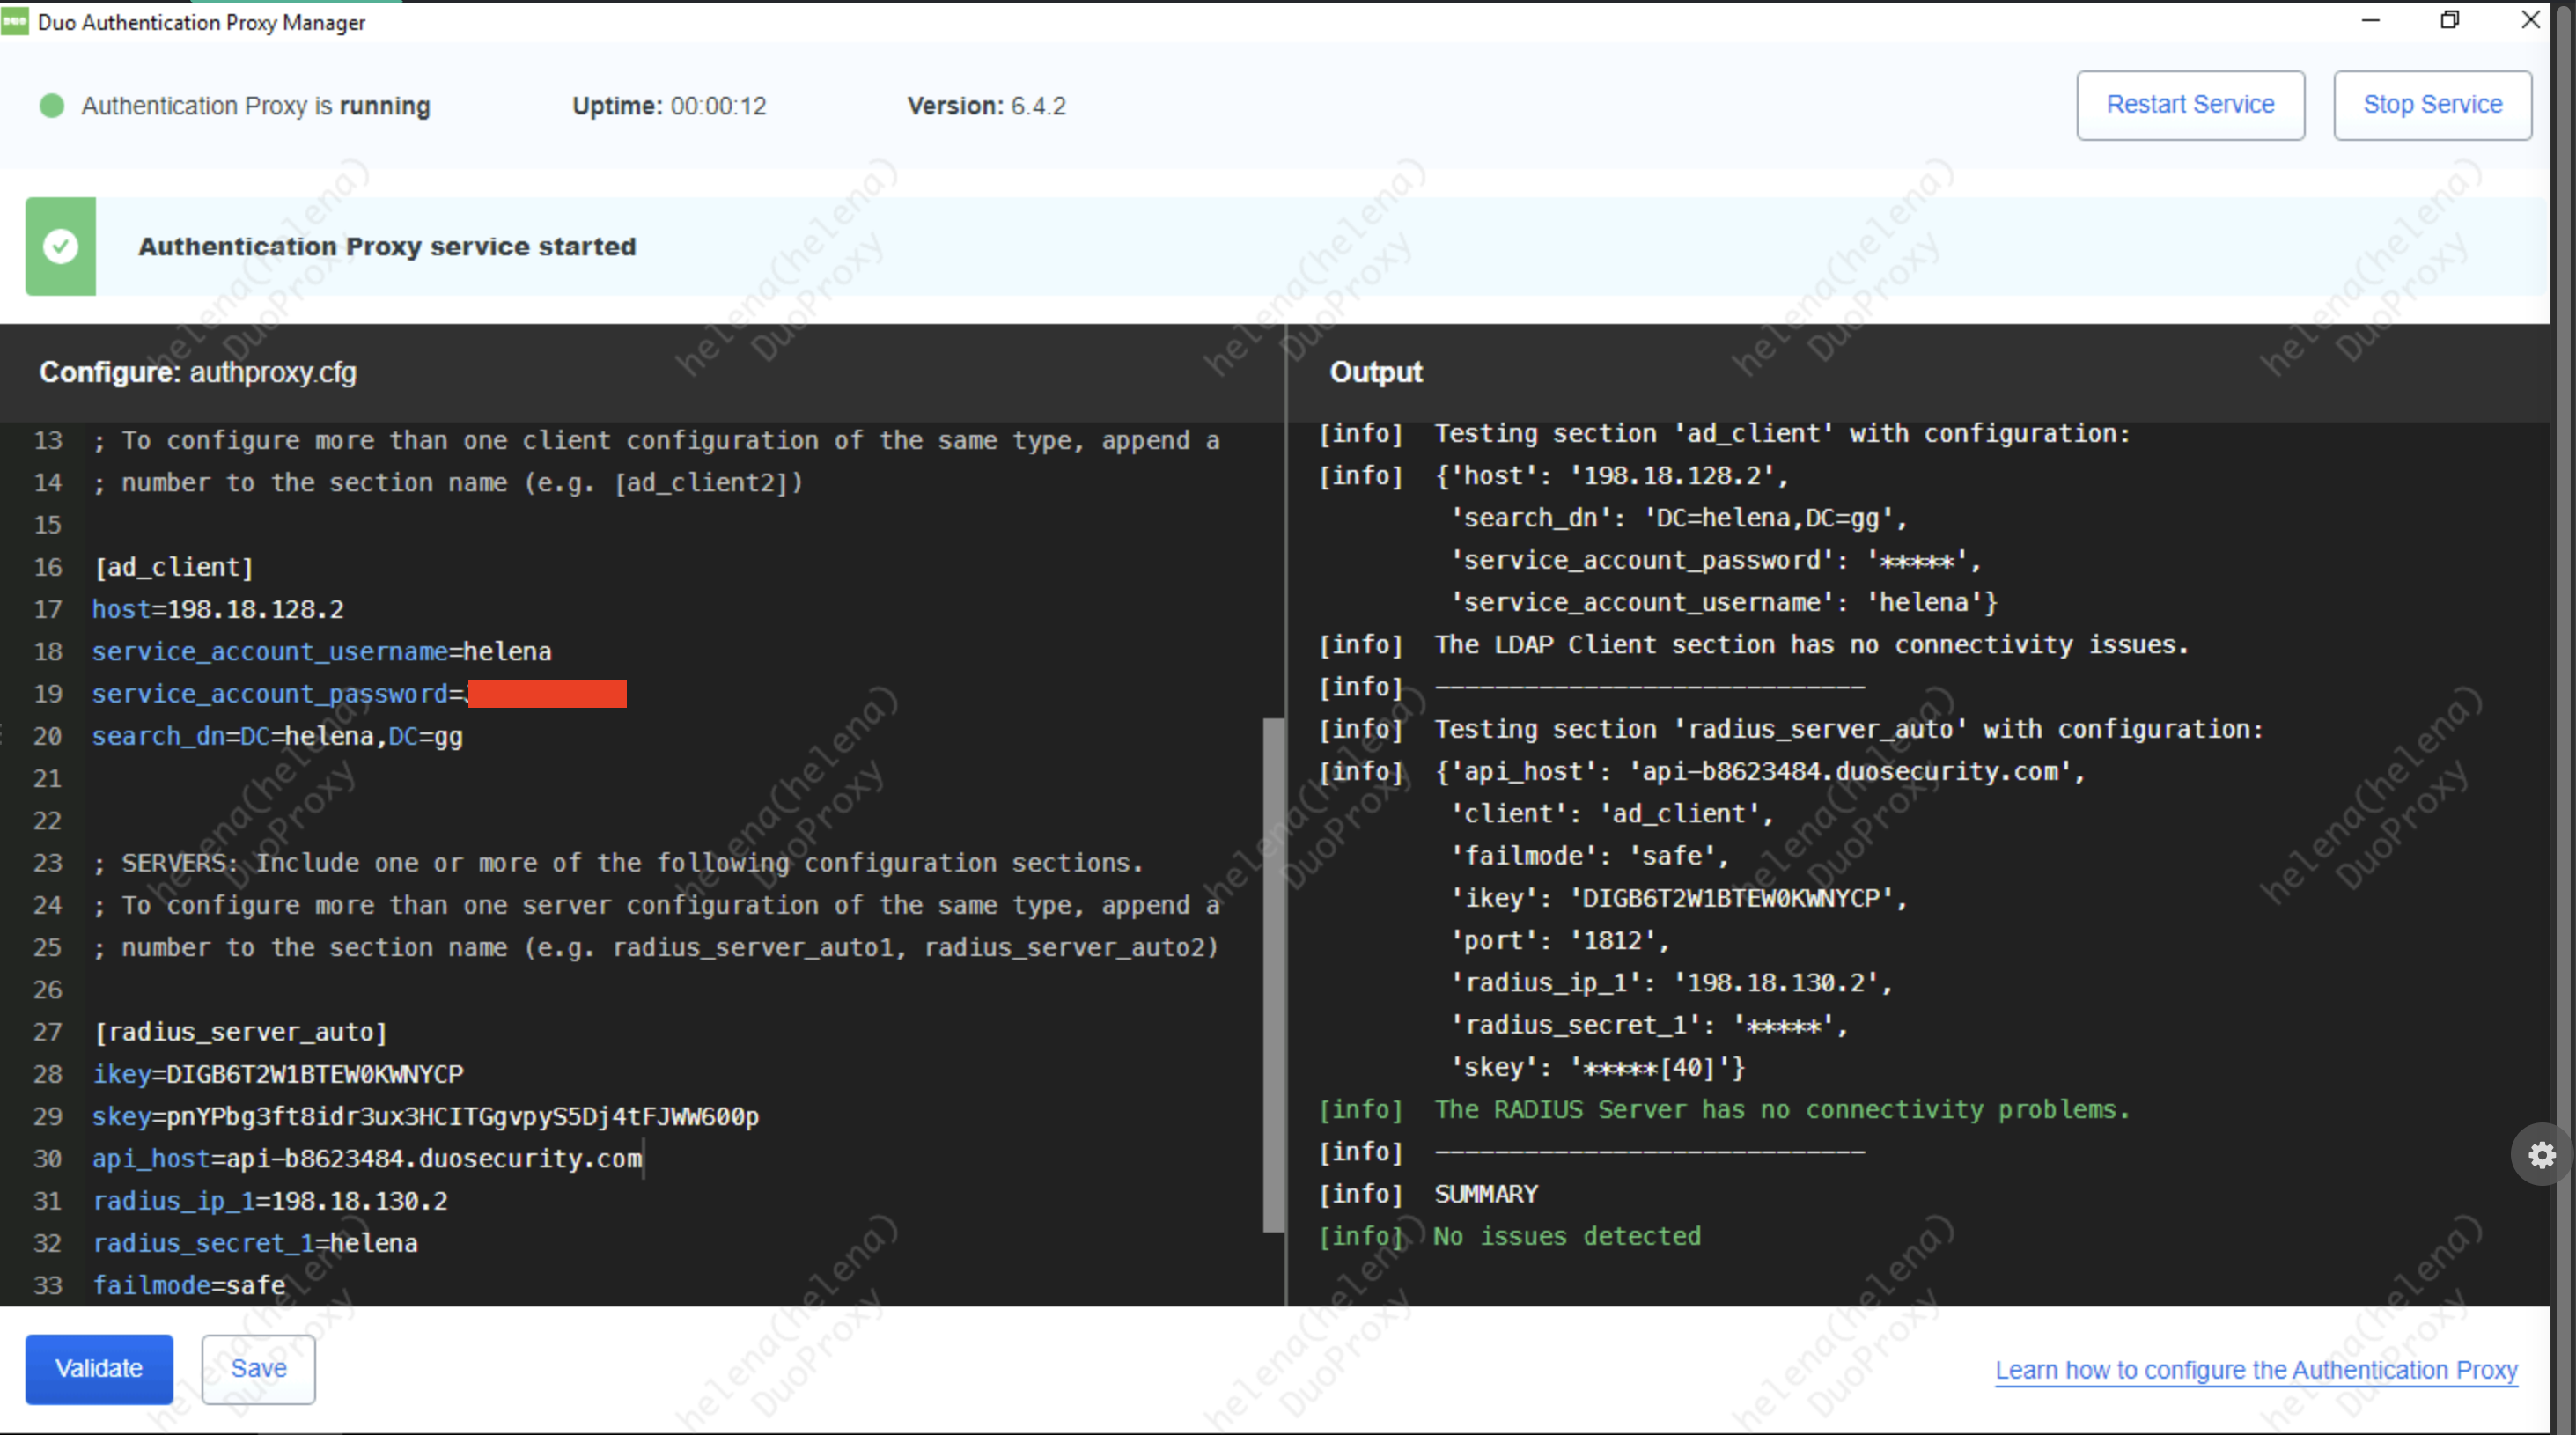 Duo Authentication Proxy Manager
Authentication Proxy is running
Uptime: 00:00:12
Version: 6.4.2
Restart Service
Stop Service
Authentication Proxy service started
Configure: authproxy.cfg
13 ; To configure more than one client configuration of the same type, append a
14 ; number to the section name (e.g. [ad_client2])
15
16 [ad_client]
17 host=198.18.128.2
18 service_account_username=helena
19 service_account_password=
20 search_dn=DC=helena,DC=gg
21
22
23 ; SERVERS: Include one or more of the following configuration sections.
24 ; To configure more than one server configuration of the same type, append a
25 ; number to the section name (e.g. radius_server_auto1, radius_server_auto2)
26
27 [radius_server_auto]
28 ikey=DIGB6T2W1BTEW0KWNYCP
29 skey=pnYPbg3ft8idr3ux3HCITGgvpyS5Dj4tFJWW600p
30 api_host=api-b8623484.duosecurity.com
31 radius_ip_1=198.18.130.2
32 radius_secret_1=helena
33 failmode=safe
Output
[info] Testing section 'ad_client' with configuration:
[info] {'host': '198.18.128.2',
'search_dn': 'DC=helena,DC=gg',
'service_account_password': '*****',
'service_account_username': 'helena'}
[info] The LDAP Client section has no connectivity issues.
[info] -----------------------------
[info] Testing section 'radius_server_auto' with configuration:
[info] {'api_host': 'api-b8623484.duosecurity.com',
'client': 'ad_client',
'failmode': 'safe',
'ikey': 'DIGB6T2W1BTEW0KWNYCP',
'port': '1812',
'radius_ip_1': '198.18.130.2',
'radius_secret_1': '*****',
'skey': '*****[40]'}
[info] The RADIUS Server has no connectivity problems.
[info] -----------------------------
[info] SUMMARY
[info] No issues detected
Validate
Save
Learn how to configure the Authentication Proxy
helena(helena)
DuoProxy